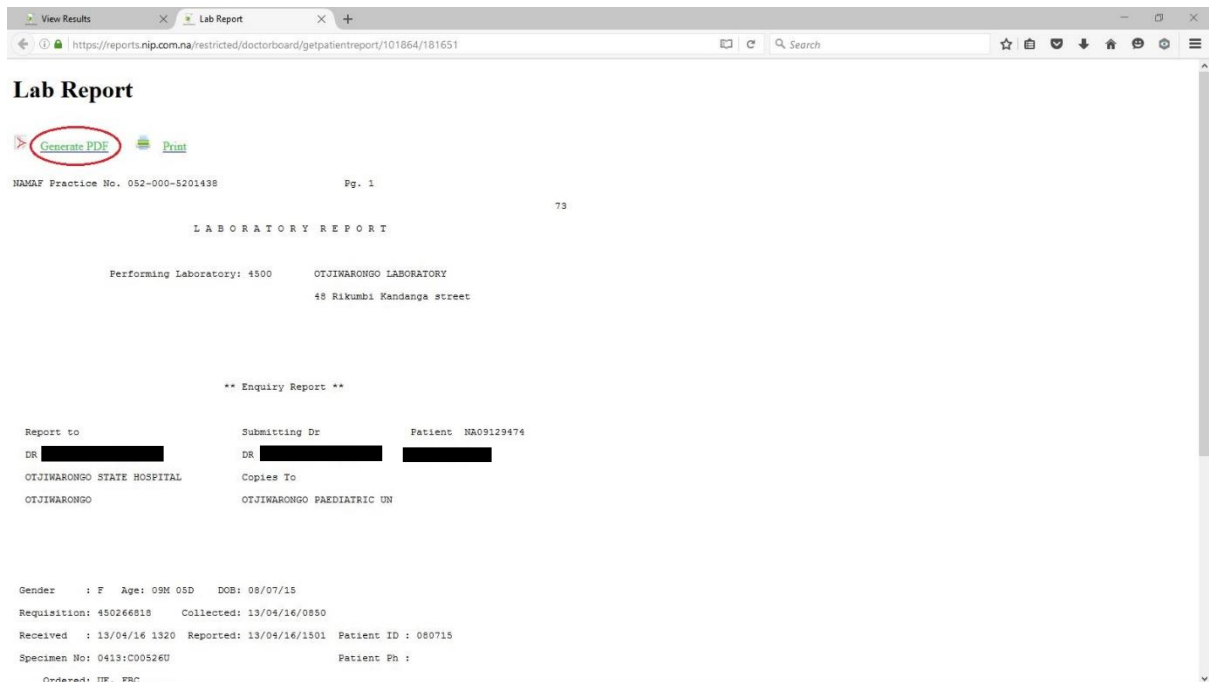 View Results
Lab Report
https://reports.nip.com.na/restricted/doctorboard/getpatientreport/101864/181651
Search
Lab Report
Generate PDF Print
NAMAF Practice No. 052-000-5201438 Pg. 1
73
L A B O R A T O R Y R E P O R T
Performing Laboratory: 4500 OTJIWARONGO LABORATORY
48 Rikumbi Kandanga street
** Enquiry Report **
Report to Submitting Dr Patient NA09129474
DR DR
OTJIWARONGO STATE HOSPITAL Copies To
OTJIWARONGO OTJIWARONGO PAEDIATRIC UN
Gender : F Age: 09M 05D DOB: 08/07/15
Requisition: 450266818 Collected: 13/04/16/0850
Received : 13/04/16 1320 Reported: 13/04/16/1501 Patient ID : 080715
Specimen No: 0413:C00526U Patient Ph :
Ordered: UE, FBC